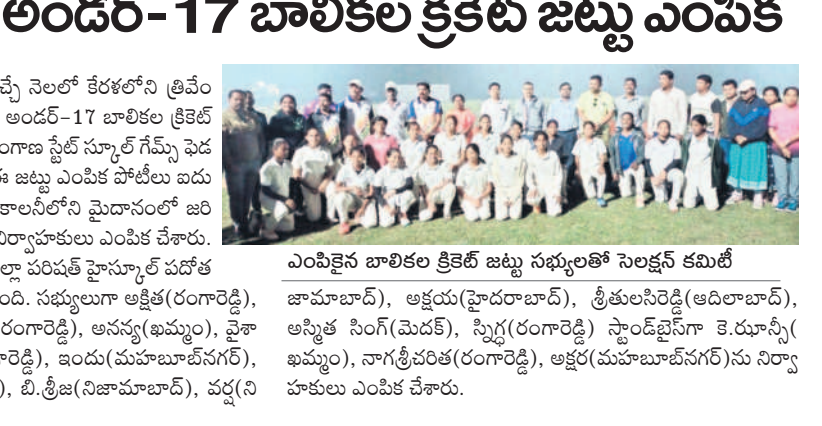 అండర్-17 బాలికల క్రికెట్ జట్టు ఎంపిక
చ్చే నెలలో కేరళలోని త్రివేం
అండర్-17 బాలికల క్రికెట్
ంగాణ స్టేట్ స్కూల్ గేమ్స్ ఫెడ
ఈ జట్టు ఎంపిక పోటీలు ఐదు
కాలనీలోని మైదానంలో జరి
నిర్వాహకులు ఎంపిక చేశారు.
ల్లా పరిషత్ హైస్కూల్ పదోత
ంది. సభ్యులుగా అక్షిత(రంగారెడ్డి),
రంగారెడ్డి), అనన్య(ఖమ్మం), వైశా
ారెడ్డి), ఇందు(మహబూబ్‌నగర్),
), బి.శ్రీజ(నిజామాబాద్), వర్ష(ని
ఎంపికైన బాలికల క్రికెట్ జట్టు సభ్యులతో సెలక్షన్ కమిటీ
జామాబాద్), అక్షయ(హైదరాబాద్), శ్రీతులసిరెడ్డి(ఆదిలాబాద్),
అస్మిత సింగ్(మెదక్), స్నిగ్ధ(రంగారెడ్డి) స్టాండ్‌బైస్‌గా కె.ఝాన్సీ(
ఖమ్మం), నాగశ్రీచరిత(రంగారెడ్డి), అక్షర(మహబూబ్‌నగర్)ను నిర్వా
హకులు ఎంపిక చేశారు.